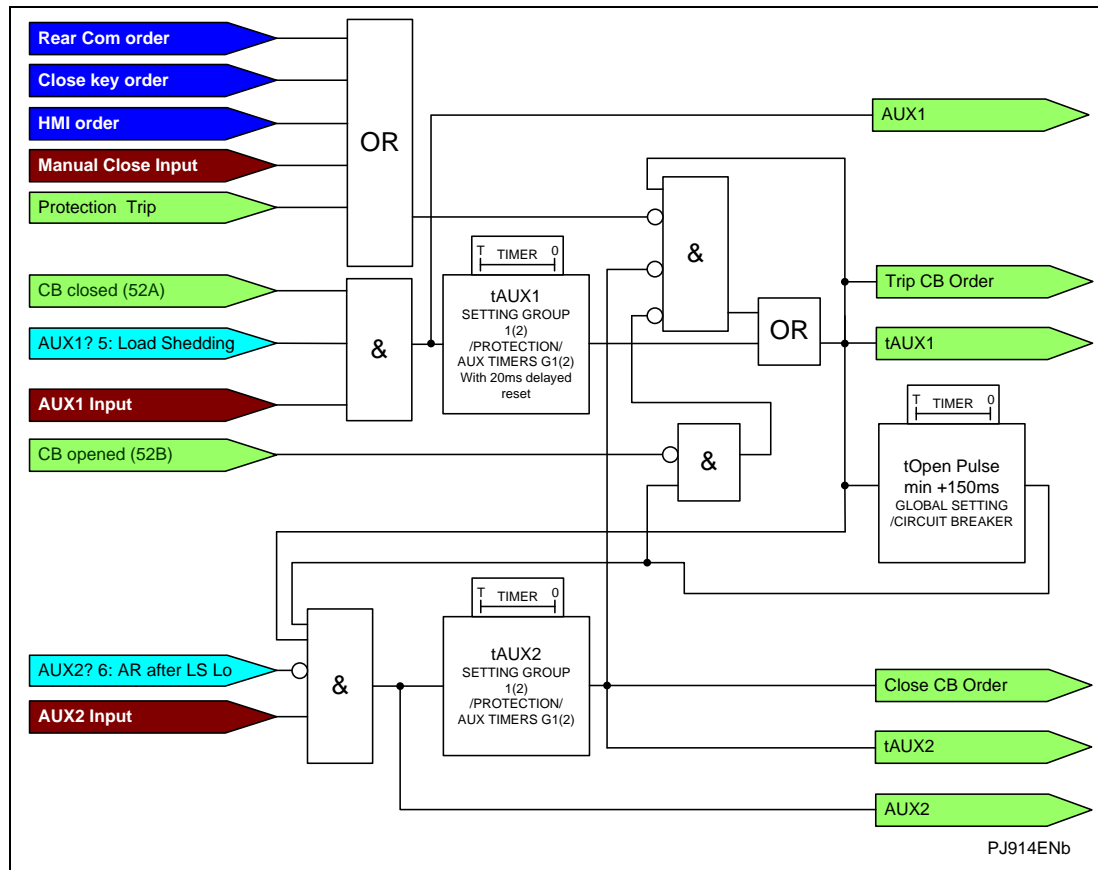 Rear Com order
Close key order
HMI order
Manual Close Input
Protection Trip
OR
AUX1
CB closed (52A)
AUX1? 5: Load Shedding
AUX1 Input
CB opened (52B)
&
T TIMER 0
tAUX1
SETTING GROUP
1(2)
/PROTECTION/
AUX TIMERS G1(2)
With 20ms delayed
reset
&
OR
Trip CB Order
tAUX1
&
T TIMER 0
tOpen Pulse
min +150ms
GLOBAL SETTING
/CIRCUIT BREAKER
AUX2? 6: AR after LS Lo
AUX2 Input
&
T TIMER 0
tAUX2
SETTING GROUP
1(2)
/PROTECTION/
AUX TIMERS G1(2)
Close CB Order
tAUX2
AUX2
PJ914ENb